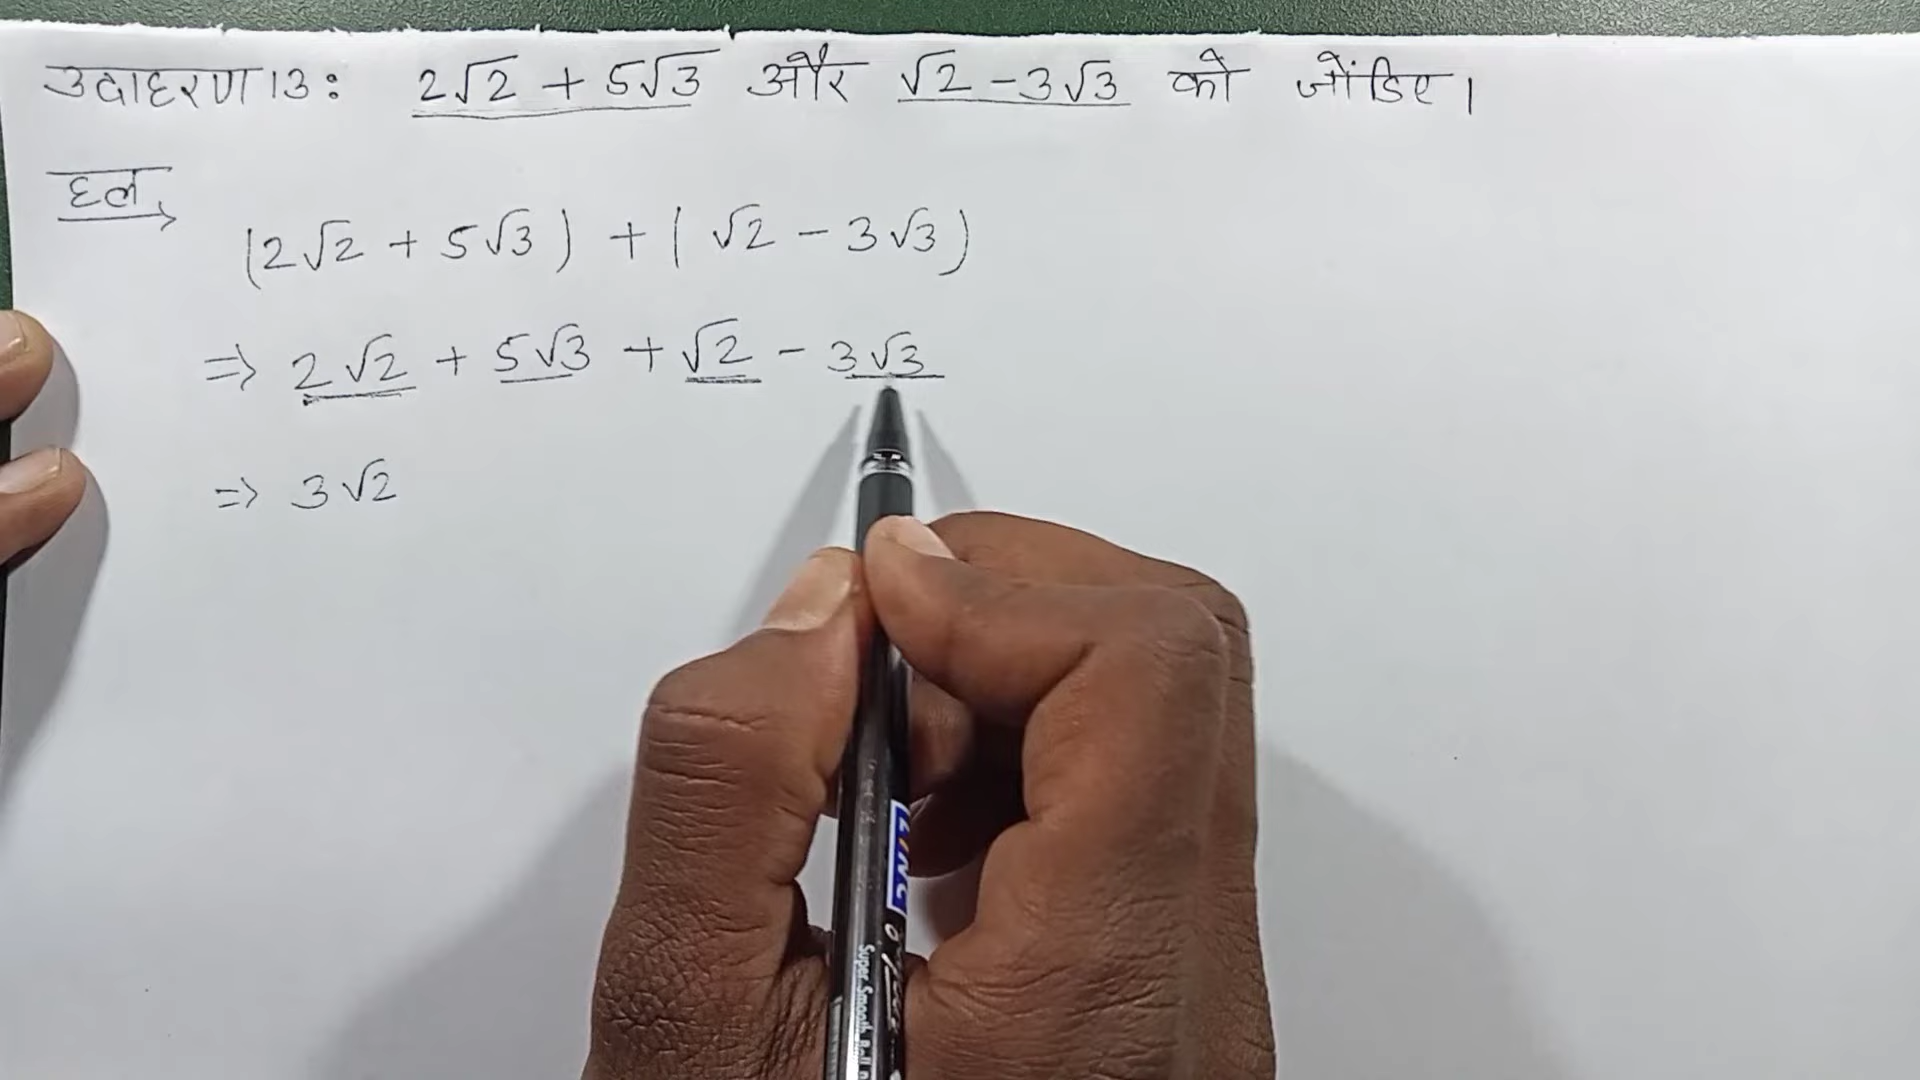 उदाहरण 13: 2√2 + 5√3 और √2 - 3√3 को जोंडिए।
हल
(2√2 + 5√3) + (√2 - 3√3)
=> 2√2 + 5√3 + √2 - 3√3
=> 3√2
LINC
Super Smooth Ball